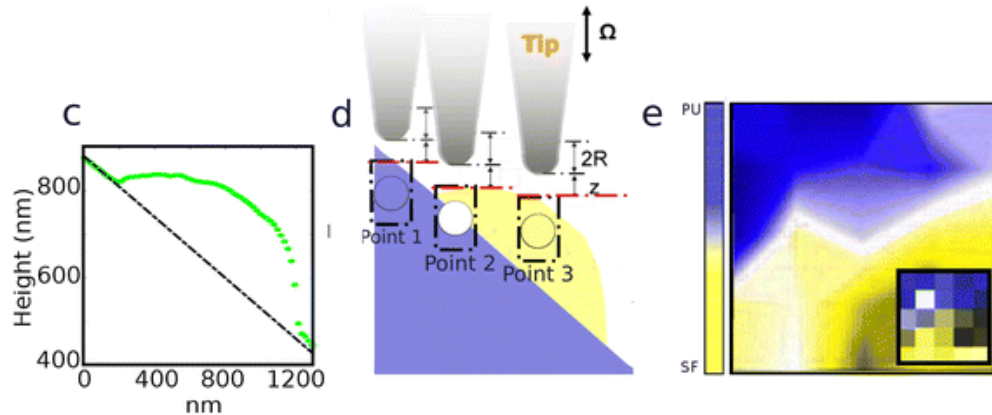 c
Height (nm)
800
600
400
0
400
800
1200
nm
d
Tip
Ω
2R
z
Point 1
Point 2
Point 3
e
PU
SF